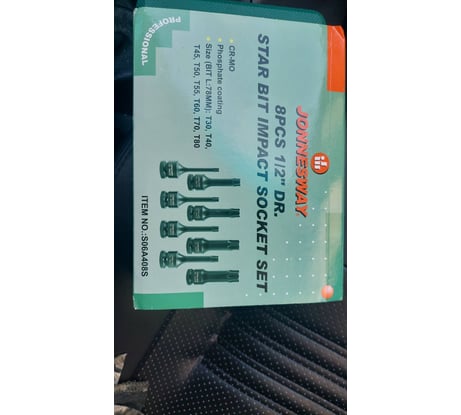 JONNESWAY
8PCS 1/2" DR.
STAR BIT IMPACT SOCKET SET
• CR-MO
• Phosphate coating
• Size (BIT L:78MM): T30, T40,
T45, T50, T55, T60, T70, T80
ITEM NO.:S06A408S
PROFESSIONAL